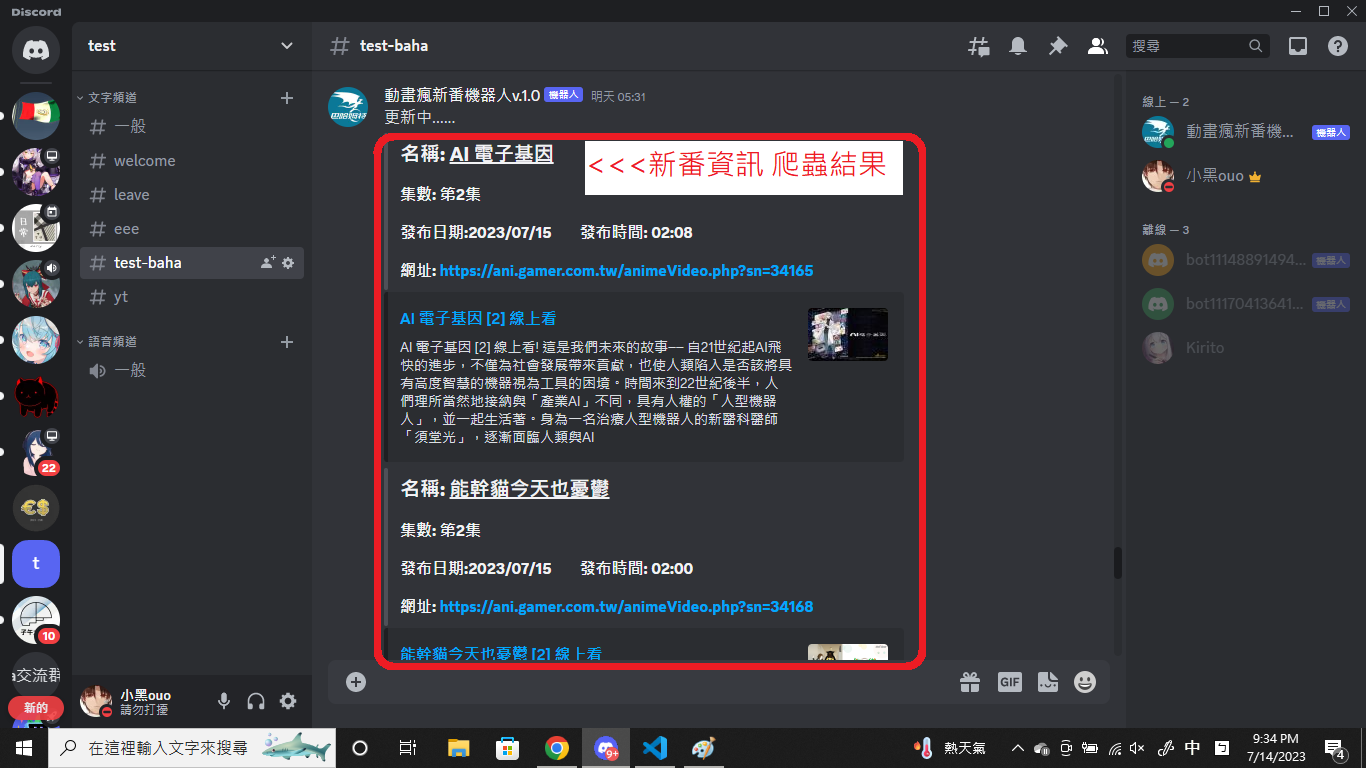 Discord
test
test-baha
搜尋
文字頻道
一般
welcome
leave
eee
test-baha
yt
語音頻道
一般
動畫瘋新番機器人v.1.0 機器人 明天 05:31
更新中......
名稱: AI 電子基因
<<<新番資訊 爬蟲結果
集數: 第2集
發布日期:2023/07/15 發布時間: 02:08
網址: https://ani.gamer.com.tw/animeVideo.php?sn=34165
AI 電子基因 [2] 線上看
AI 電子基因 [2] 線上看! 這是我們未來的故事── 自21世紀起AI飛
快的進步，不僅為社會發展帶來貢獻，也使人類陷入是否該將具
有高度智慧的機器視為工具的困境。時間來到22世紀後半，人
們理所當然地接納與「產業AI」不同，具有人權的「人型機器
人」，並一起生活著。身為一名治療人型機器人的新醫科醫師
「須堂光」，逐漸面臨人類與AI
名稱: 能幹貓今天也憂鬱
集數: 第2集
發布日期:2023/07/15 發布時間: 02:00
網址: https://ani.gamer.com.tw/animeVideo.php?sn=34168
能幹貓今天也憂鬱 [2] 線上看
GIF
線上 — 2
動畫瘋新番機... 機器人
小黑ouo
離線 — 3
bot11148891494... 機器人
bot11170413641... 機器人
Kirito
日常
22
€$
t
10
a交流群
新的
小黑ouo
請勿打擾
在這裡輸入文字來搜尋
9+
熱天氣
中
9:34 PM
7/14/2023
4